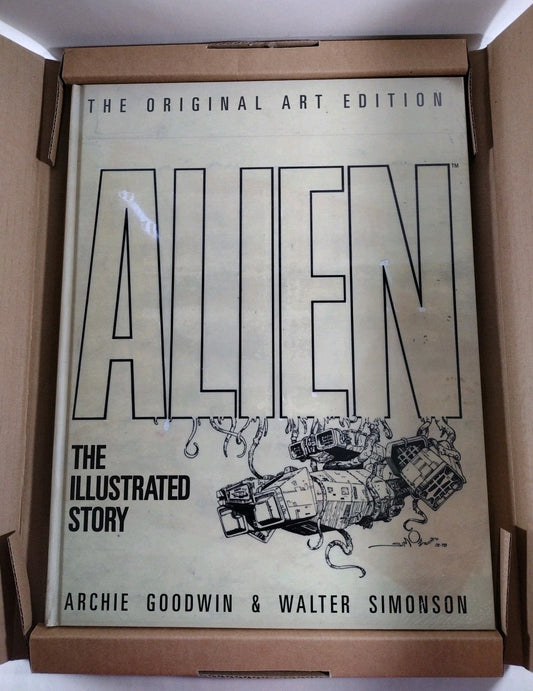 THE ORIGINAL ART EDITION
ALIEN™
THE
ILLUSTRATED
STORY
ARCHIE GOODWIN & WALTER SIMONSON